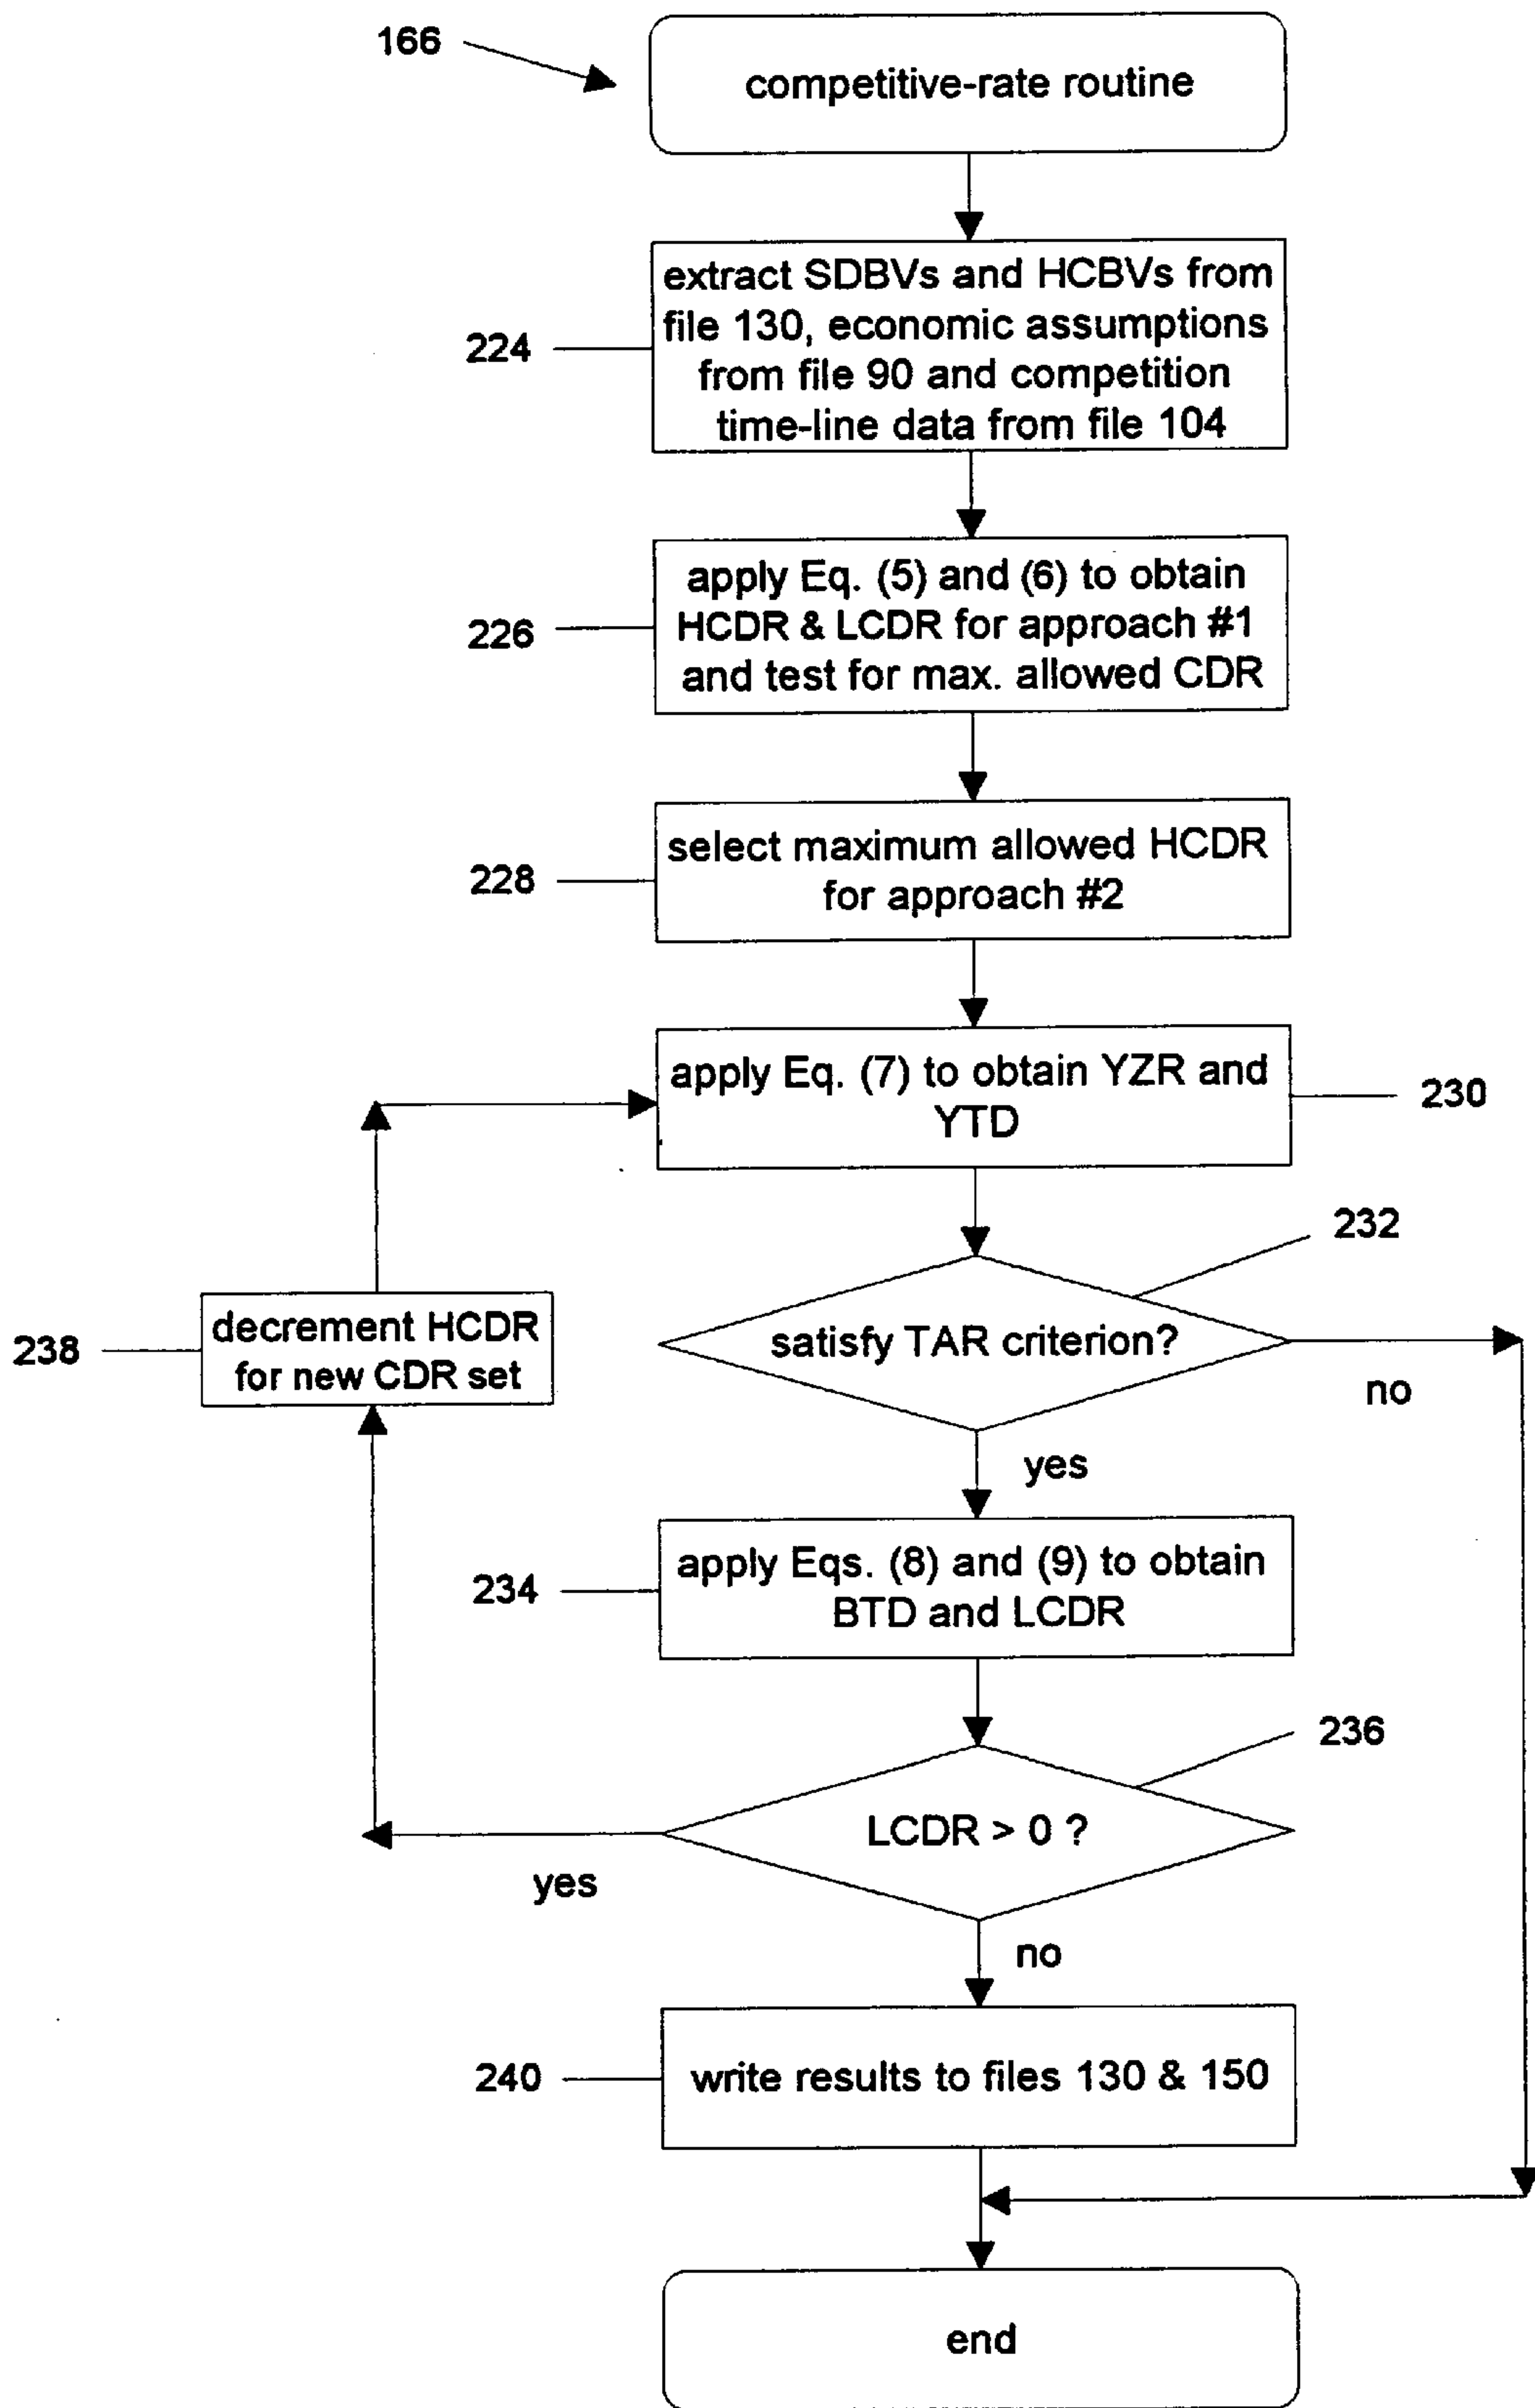 166
competitive-rate routine
224
extract SDBVs and HCBVs from
file 130, economic assumptions
from file 90 and competition
time-line data from file 104
226
apply Eq. (5) and (6) to obtain
HCDR & LCDR for approach #1
and test for max. allowed CDR
228
select maximum allowed HCDR
for approach #2
apply Eq. (7) to obtain YZR and
YTD
230
232
238
decrement HCDR
for new CDR set
satisfy TAR criterion?
no
yes
234
apply Eqs. (8) and (9) to obtain
BTD and LCDR
236
LCDR > 0 ?
yes
no
240
write results to files 130 & 150
end